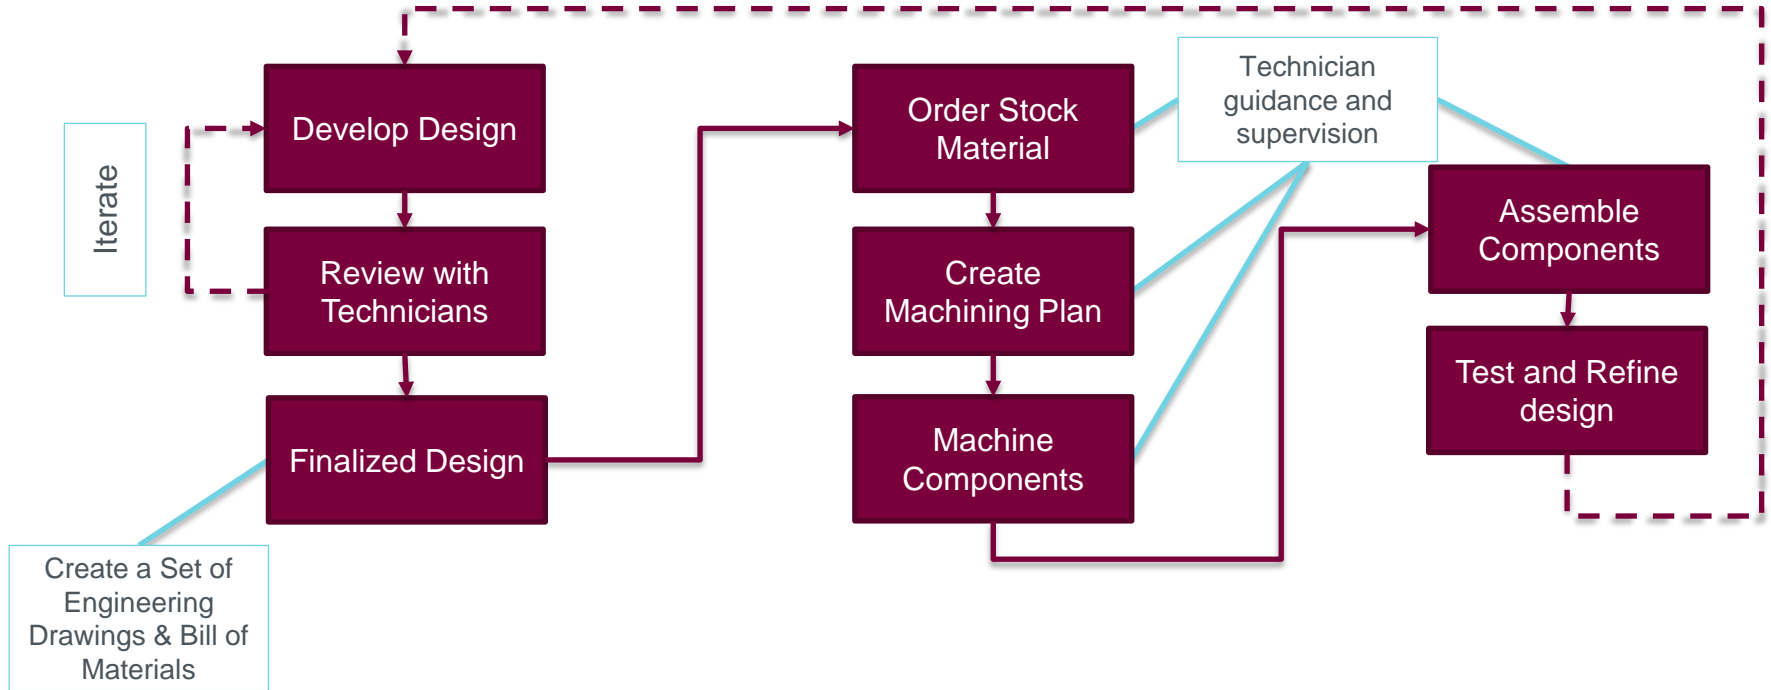 Iterate
Develop Design
Review with
Technicians
Finalized Design
Create a Set of
Engineering
Drawings & Bill of
Materials
Order Stock
Material
Create
Machining Plan
Machine
Components
Technician
guidance and
supervision
Assemble
Components
Test and Refine
design